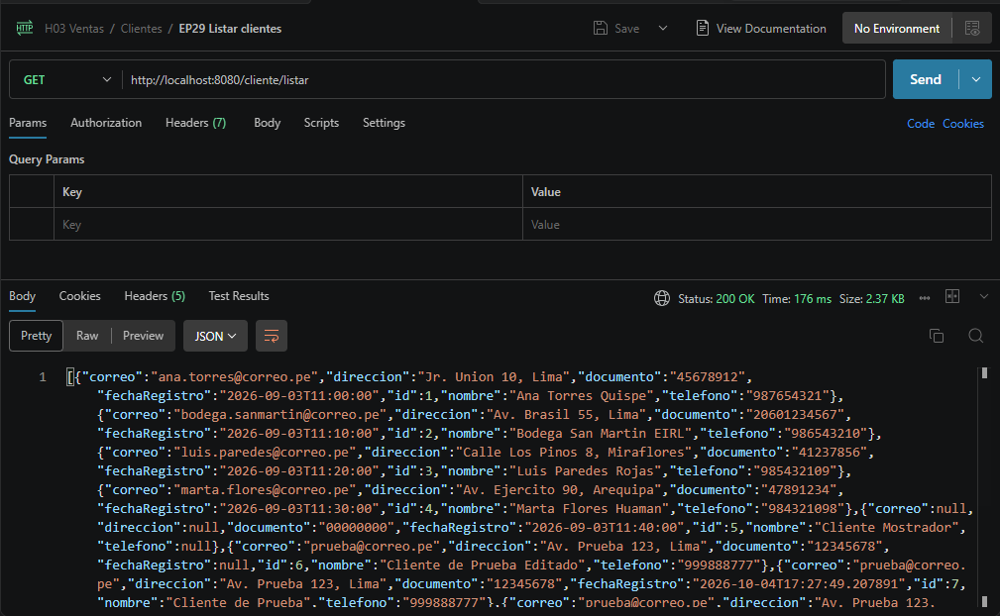 HTTP H03 Ventas / Clientes / EP29 Listar clientes Save View Documentation No Environment
GET http://localhost:8080/cliente/listar Send
Params Authorization Headers (7) Body Scripts Settings Code Cookies
Query Params
Key Value
Key Value
Body Cookies Headers (5) Test Results Status: 200 OK Time: 176 ms Size: 2.37 KB
Pretty Raw Preview JSON
1 [{"correo":"ana.torres@correo.pe","direccion":"Jr. Union 10, Lima","documento":"45678912",
"fechaRegistro":"2026-09-03T11:00:00","id":1,"nombre":"Ana Torres Quispe","telefono":"987654321"},
{"correo":"bodega.sanmartin@correo.pe","direccion":"Av. Brasil 55, Lima","documento":"20601234567",
"fechaRegistro":"2026-09-03T11:10:00","id":2,"nombre":"Bodega San Martin EIRL","telefono":"986543210"},
{"correo":"luis.paredes@correo.pe","direccion":"Calle Los Pinos 8, Miraflores","documento":"41237856",
"fechaRegistro":"2026-09-03T11:20:00","id":3,"nombre":"Luis Paredes Rojas","telefono":"985432109"},
{"correo":"marta.flores@correo.pe","direccion":"Av. Ejercito 90, Arequipa","documento":"47891234",
"fechaRegistro":"2026-09-03T11:30:00","id":4,"nombre":"Marta Flores Huaman","telefono":"984321098"},{"correo":null,
"direccion":null,"documento":"00000000","fechaRegistro":"2026-09-03T11:40:00","id":5,"nombre":"Cliente Mostrador",
"telefono":null},{"correo":"prueba@correo.pe","direccion":"Av. Prueba 123, Lima","documento":"12345678",
"fechaRegistro":null,"id":6,"nombre":"Cliente de Prueba Editado","telefono":"999888777"},{"correo":"prueba@correo.
pe","direccion":"Av. Prueba 123, Lima","documento":"12345678","fechaRegistro":"2026-10-04T17:27:49.207891","id":7,
"nombre":"Cliente de Prueba","telefono":"999888777"},{"correo":"prueba@correo.pe","direccion":"Av. Prueba 123,